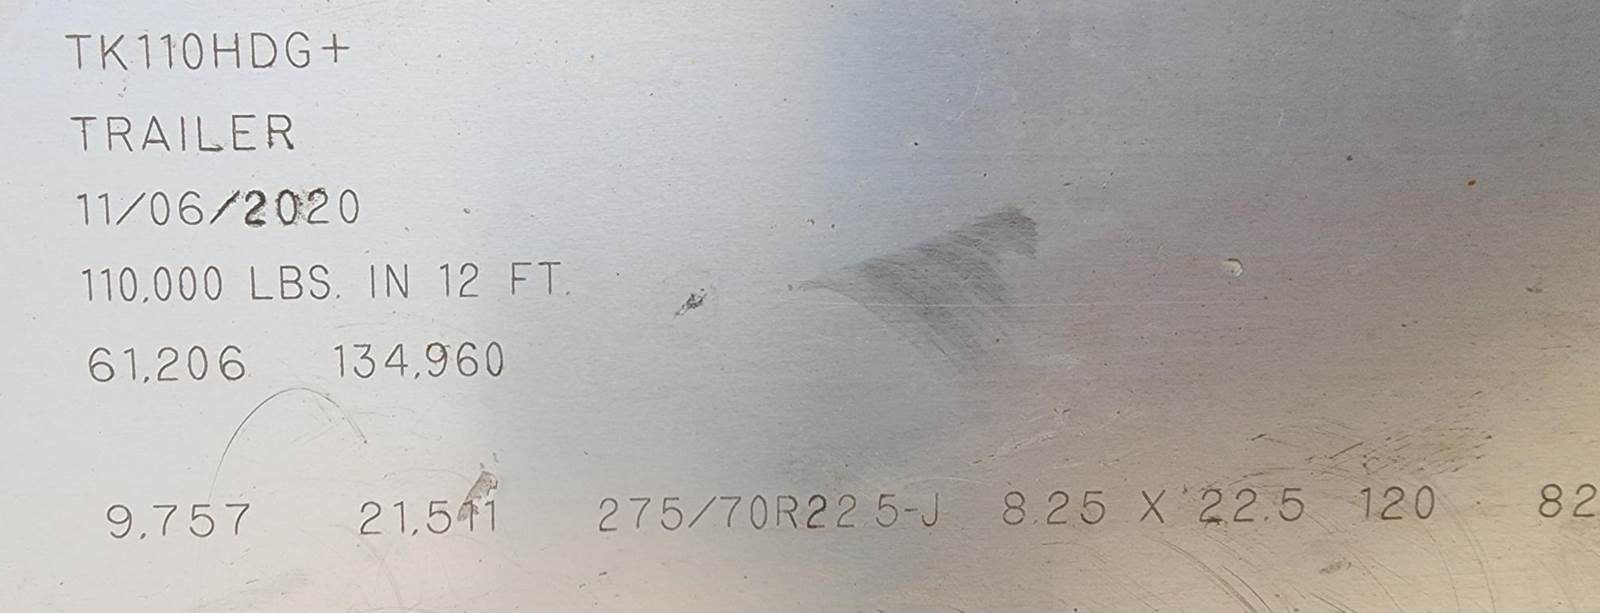 TK110HDG+
TRAILER
11/06/2020
110,000 LBS. IN 12 FT.
61,206 134,960
9,757 21,511 275/70R22.5-J 8.25 X 22.5 120 82